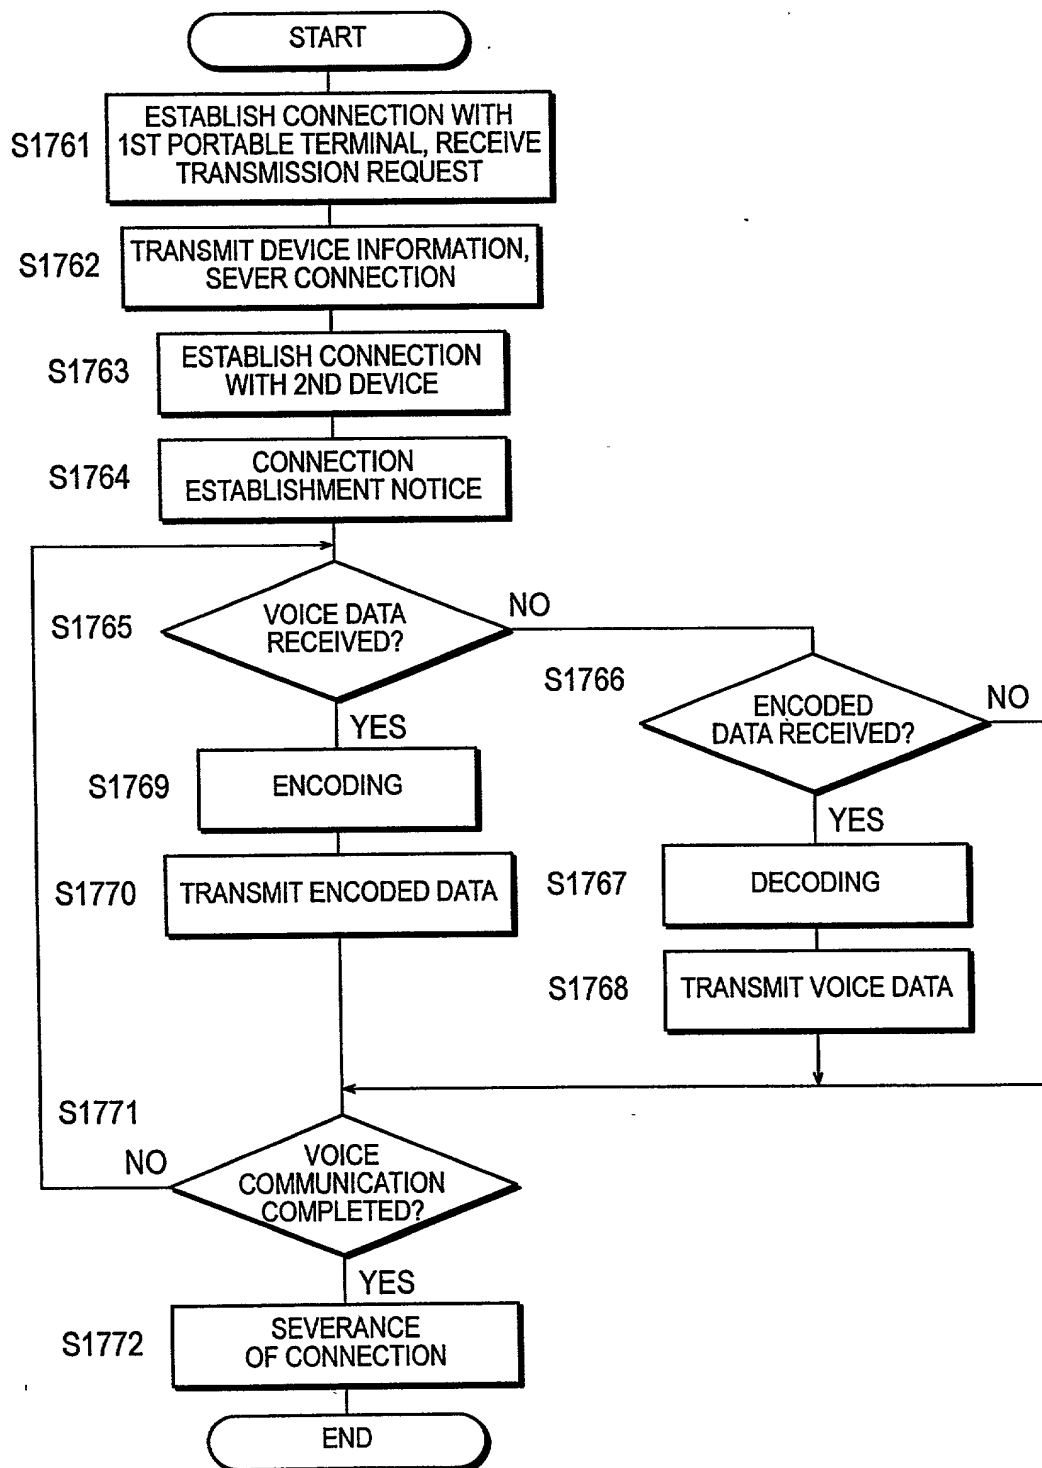 START
S1761
ESTABLISH CONNECTION WITH
1ST PORTABLE TERMINAL, RECEIVE
TRANSMISSION REQUEST
S1762
TRANSMIT DEVICE INFORMATION,
SEVER CONNECTION
S1763
ESTABLISH CONNECTION
WITH 2ND DEVICE
S1764
CONNECTION
ESTABLISHMENT NOTICE
S1765
VOICE DATA
RECEIVED?
NO
YES
S1766
ENCODED
DATA RECEIVED?
NO
YES
S1769
ENCODING
S1770
TRANSMIT ENCODED DATA
S1767
DECODING
S1768
TRANSMIT VOICE DATA
S1771
NO
VOICE
COMMUNICATION
COMPLETED?
YES
S1772
SEVERANCE
OF CONNECTION
END